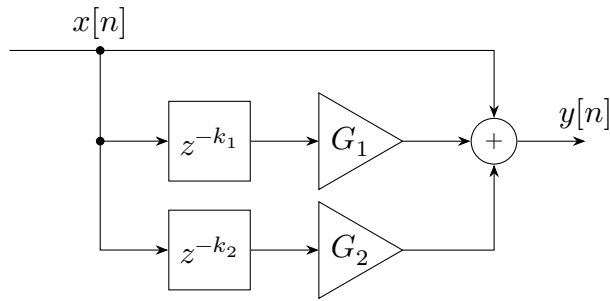 x[n]
z^{-k_1} G_1 + y[n]
z^{-k_2} G_2